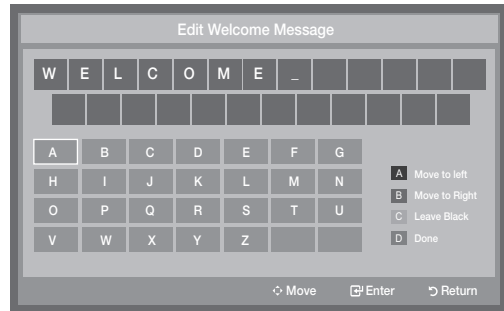 Edit Welcome Message
W E L C O M E _
A B C D E F G
H I J K L M N
O P Q R S T U
V W X Y Z
A Move to left
B Move to Right
C Leave Black
D Done
Move Enter Return